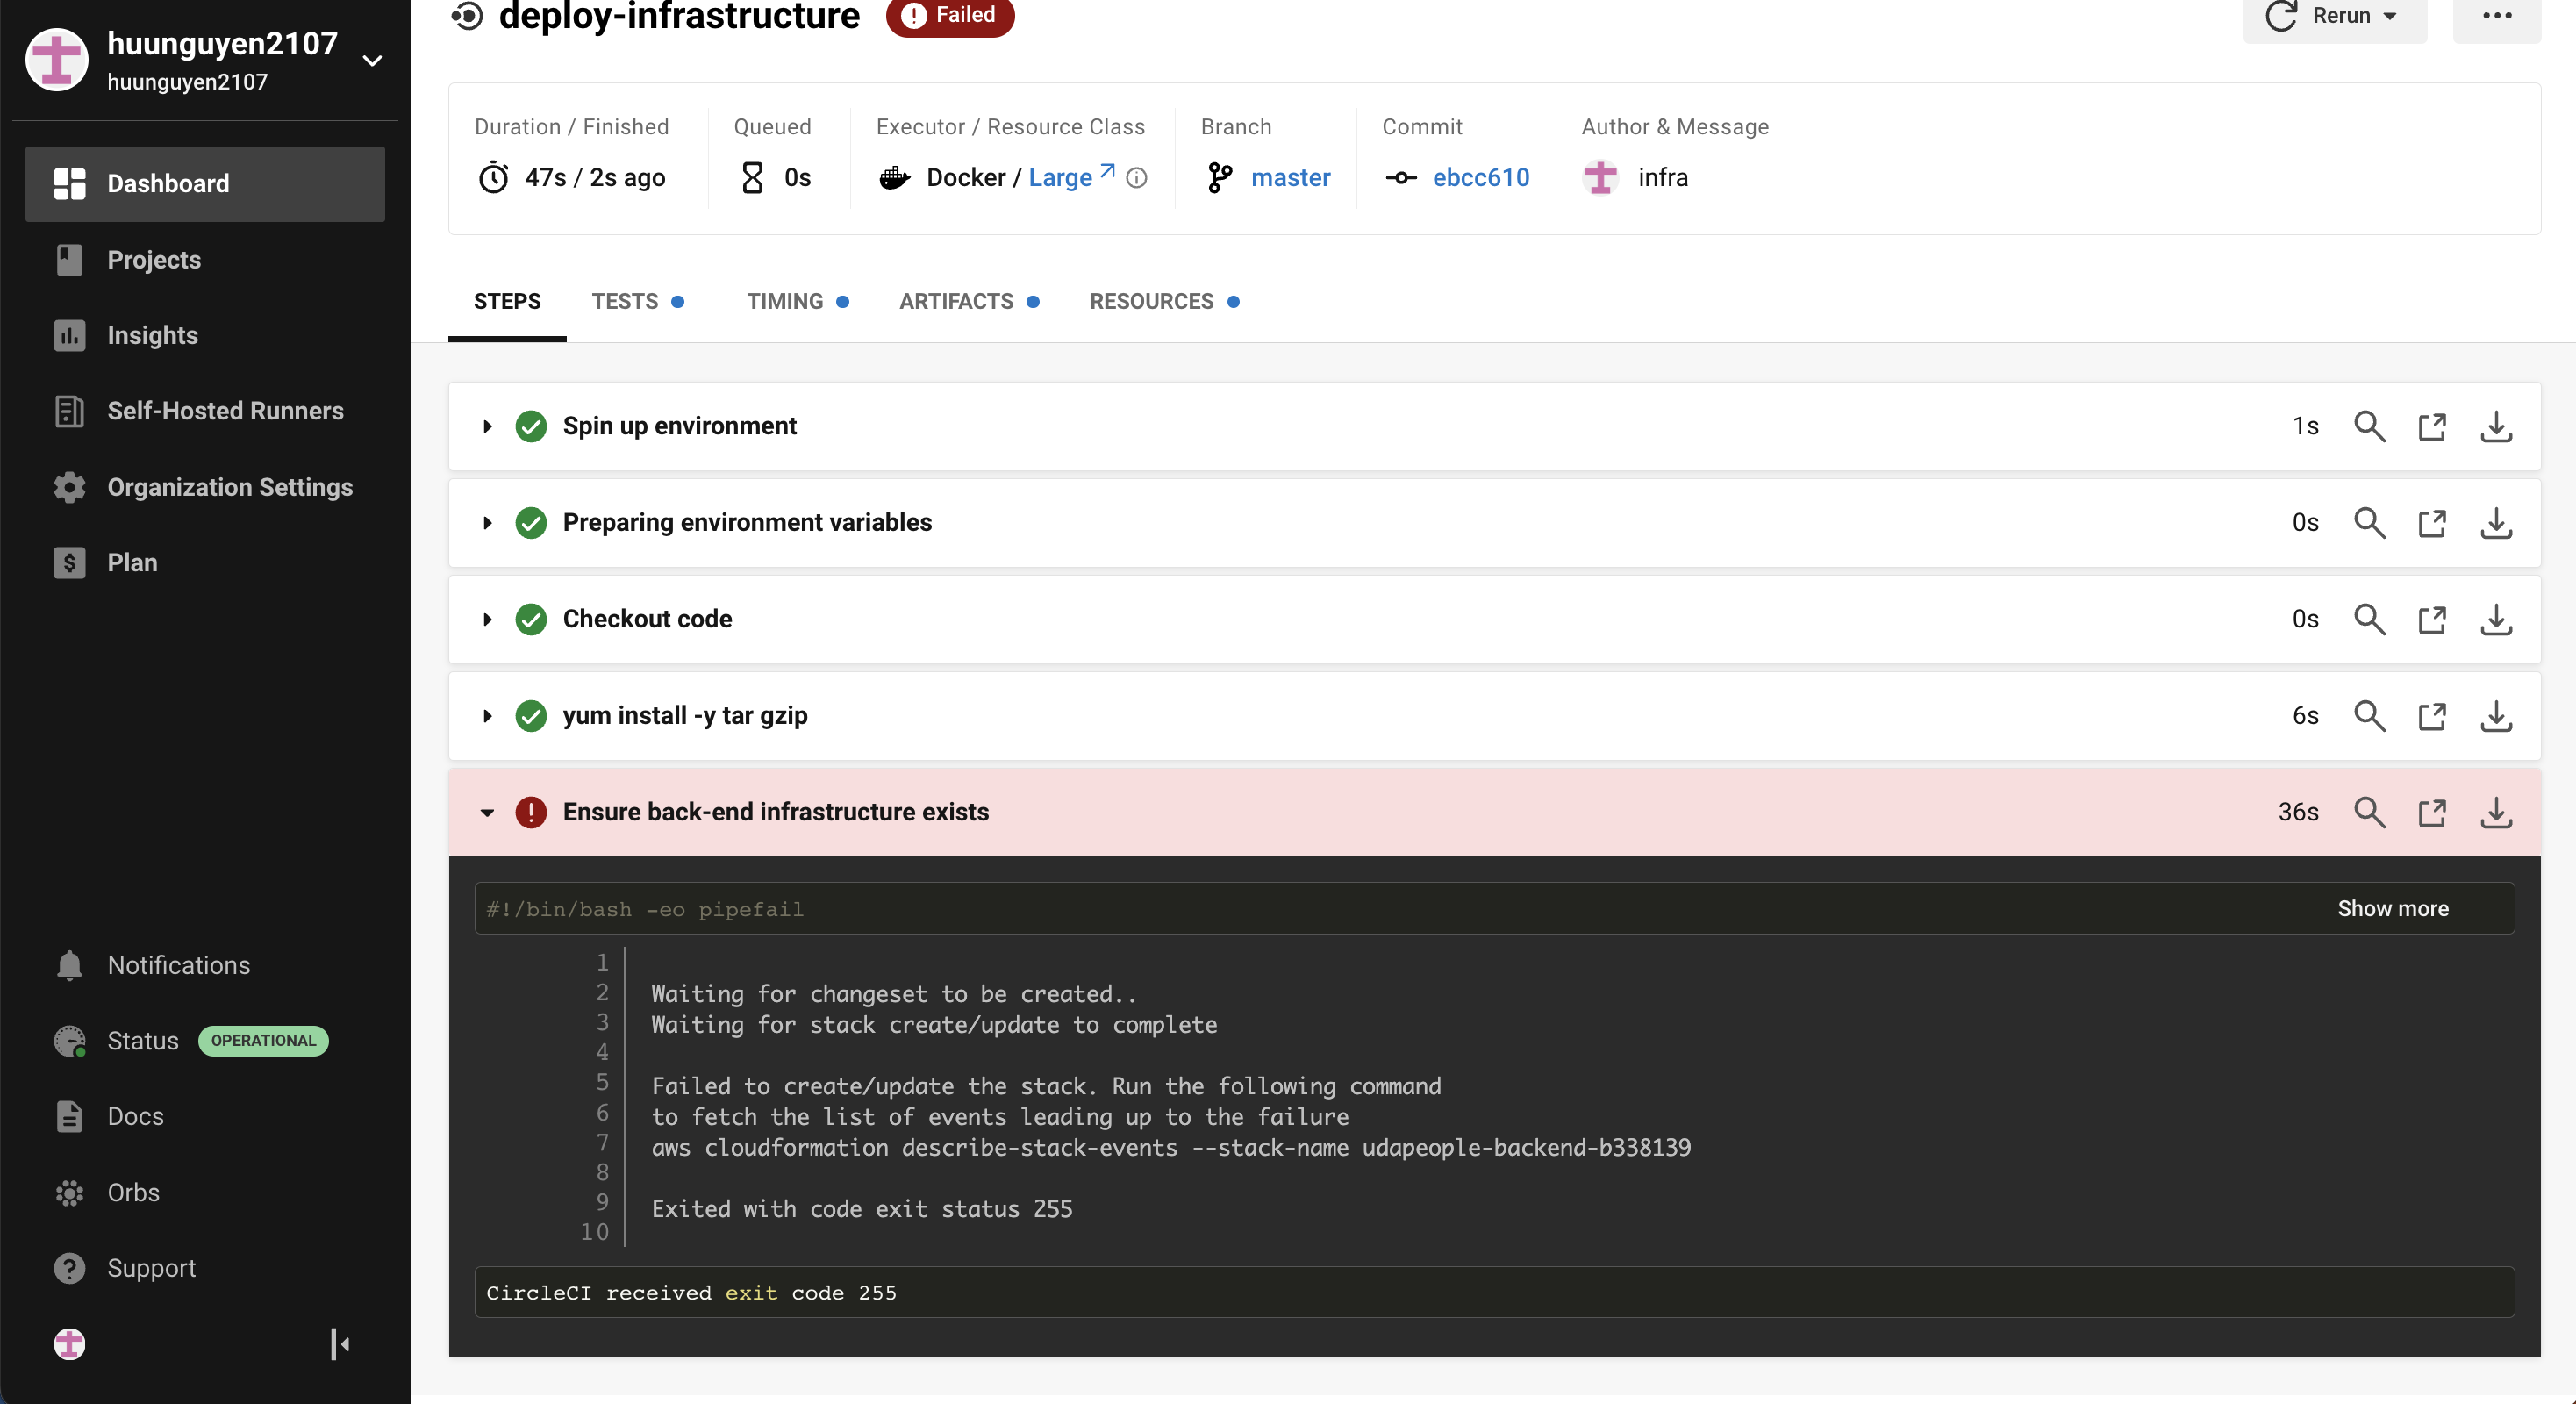 huunguyen2107
huunguyen2107
Dashboard
Projects
Insights
Self-Hosted Runners
Organization Settings
$ Plan
Notifications
Status OPERATIONAL
Docs
Orbs
? Support
deploy-infrastructure ! Failed
Rerun
Duration / Finished Queued Executor / Resource Class Branch Commit Author & Message
47s / 2s ago 0s Docker / Large master ebcc610 infra
STEPS TESTS TIMING ARTIFACTS RESOURCES
Spin up environment 1s
Preparing environment variables 0s
Checkout code 0s
yum install -y tar gzip 6s
! Ensure back-end infrastructure exists 36s
#!/bin/bash -eo pipefail Show more
1
2 Waiting for changeset to be created..
3 Waiting for stack create/update to complete
4
5 Failed to create/update the stack. Run the following command
6 to fetch the list of events leading up to the failure
7 aws cloudformation describe-stack-events --stack-name udapeople-backend-b338139
8
9 Exited with code exit status 255
10
CircleCI received exit code 255